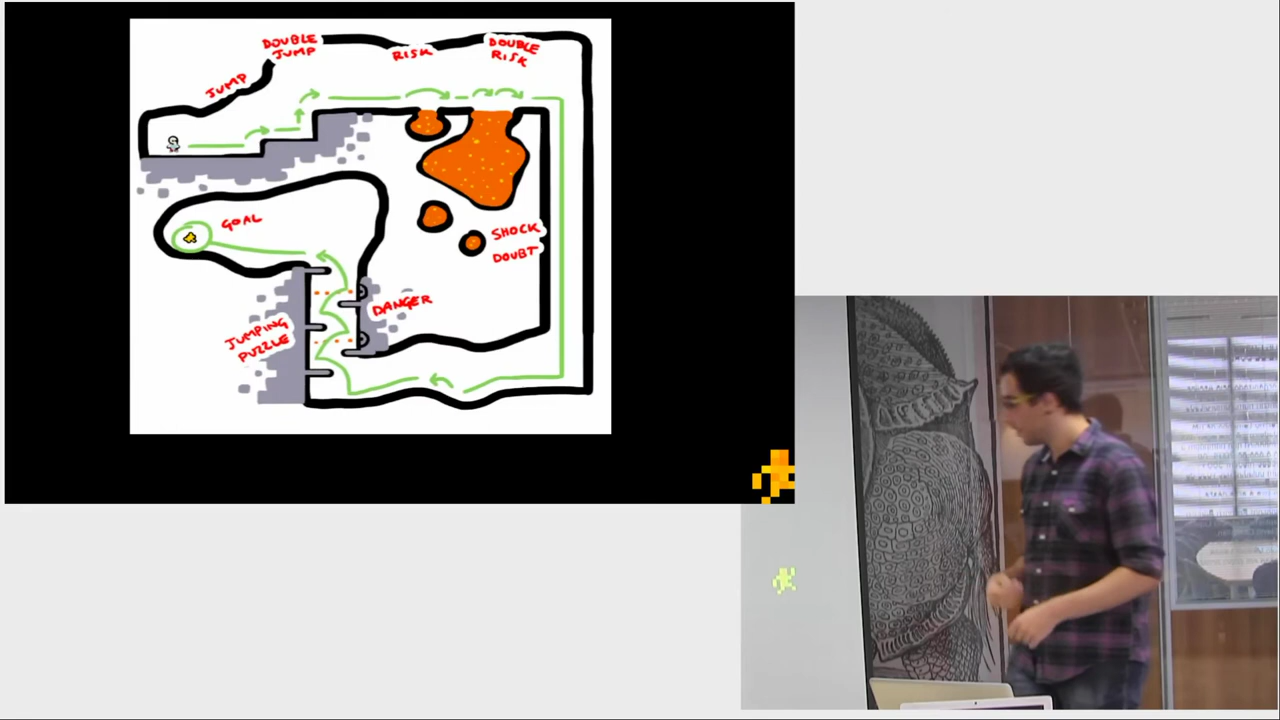 DOUBLE
JUMP
RISK
DOUBLE
RISK
JUMP
GOAL
SHOCK
DOUBT
DANGER
JUMPING
PUZZLE